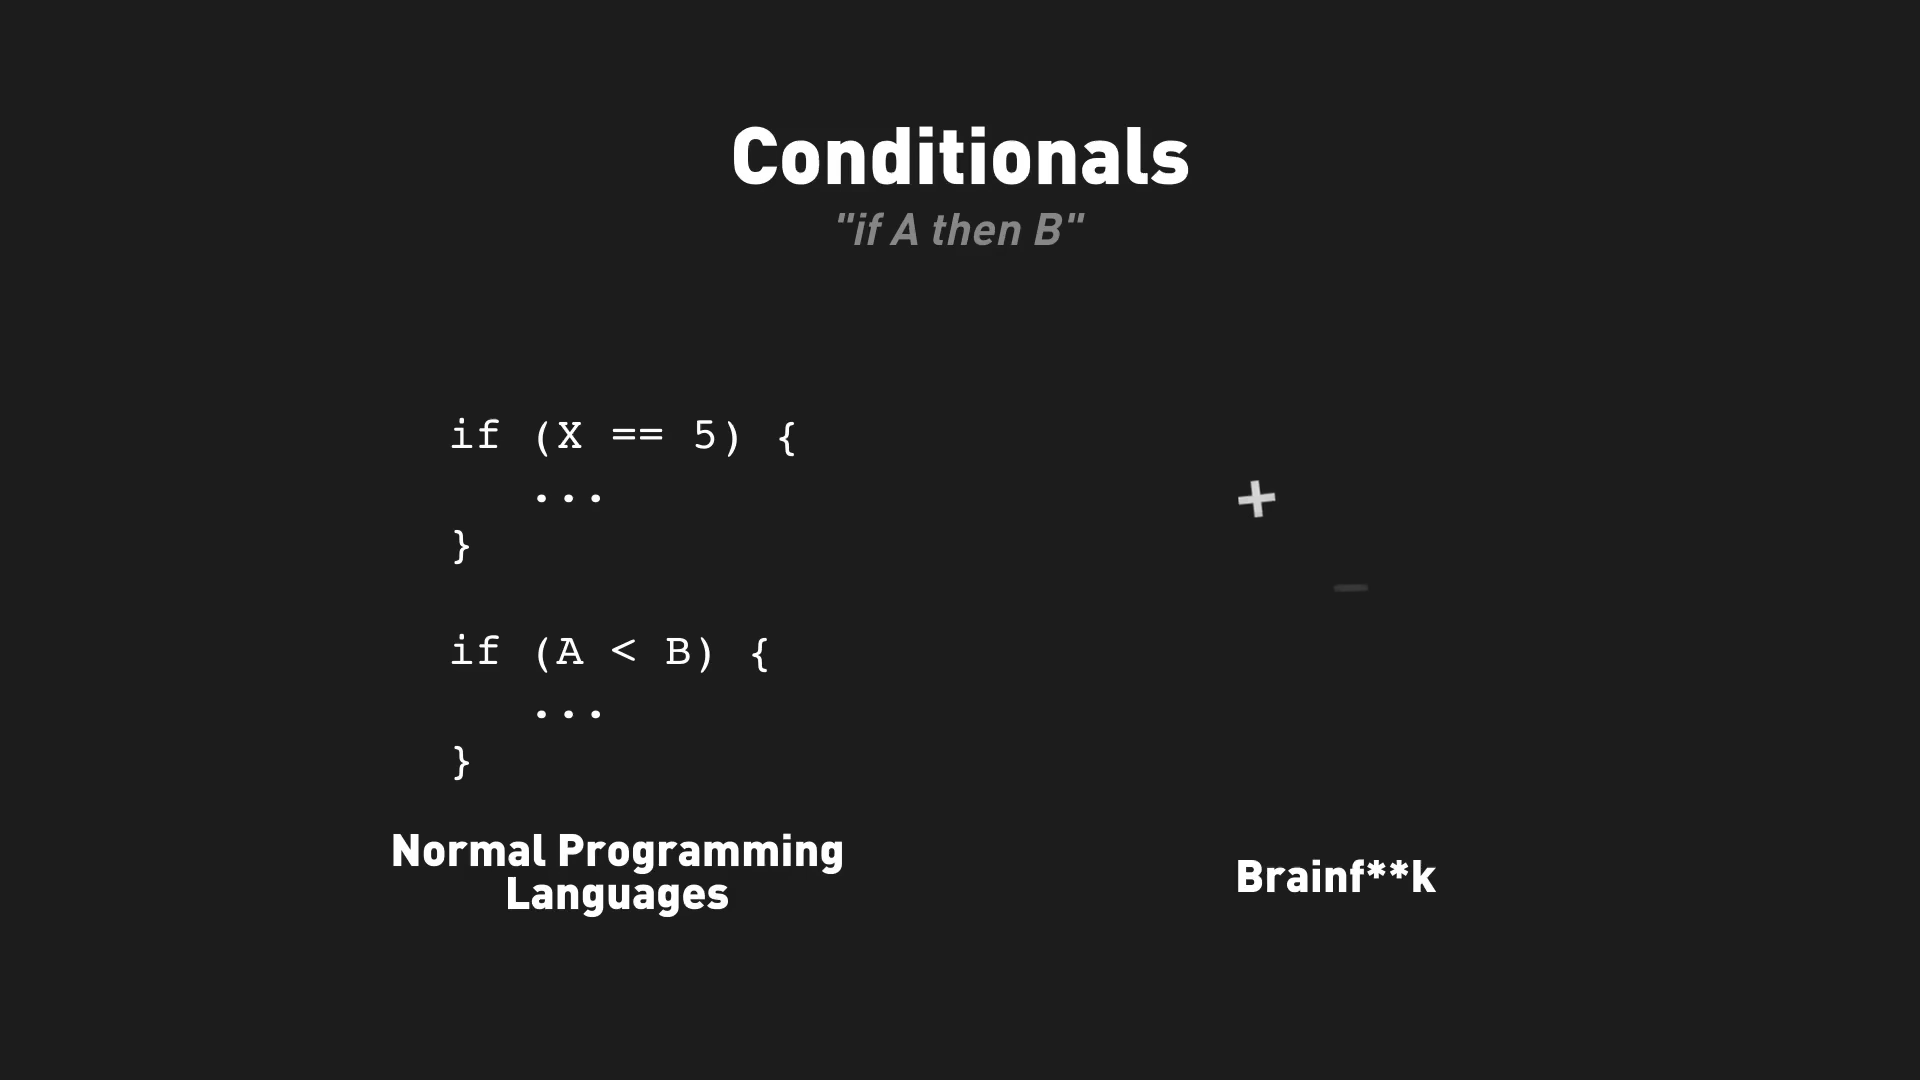 Conditionals
"if A then B"
if (X == 5) {
...
}
if (A < B) {
...
}
Normal Programming
Languages
+
-
Brainf**k